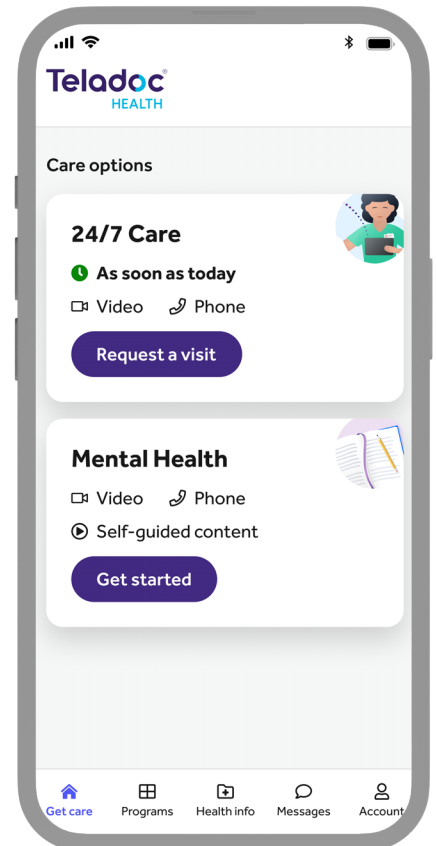 Teladoc®
HEALTH
Care options
24/7 Care
As soon as today
Video Phone
Request a visit
Mental Health
Video Phone
Self-guided content
Get started
Get care Programs Health info Messages Account